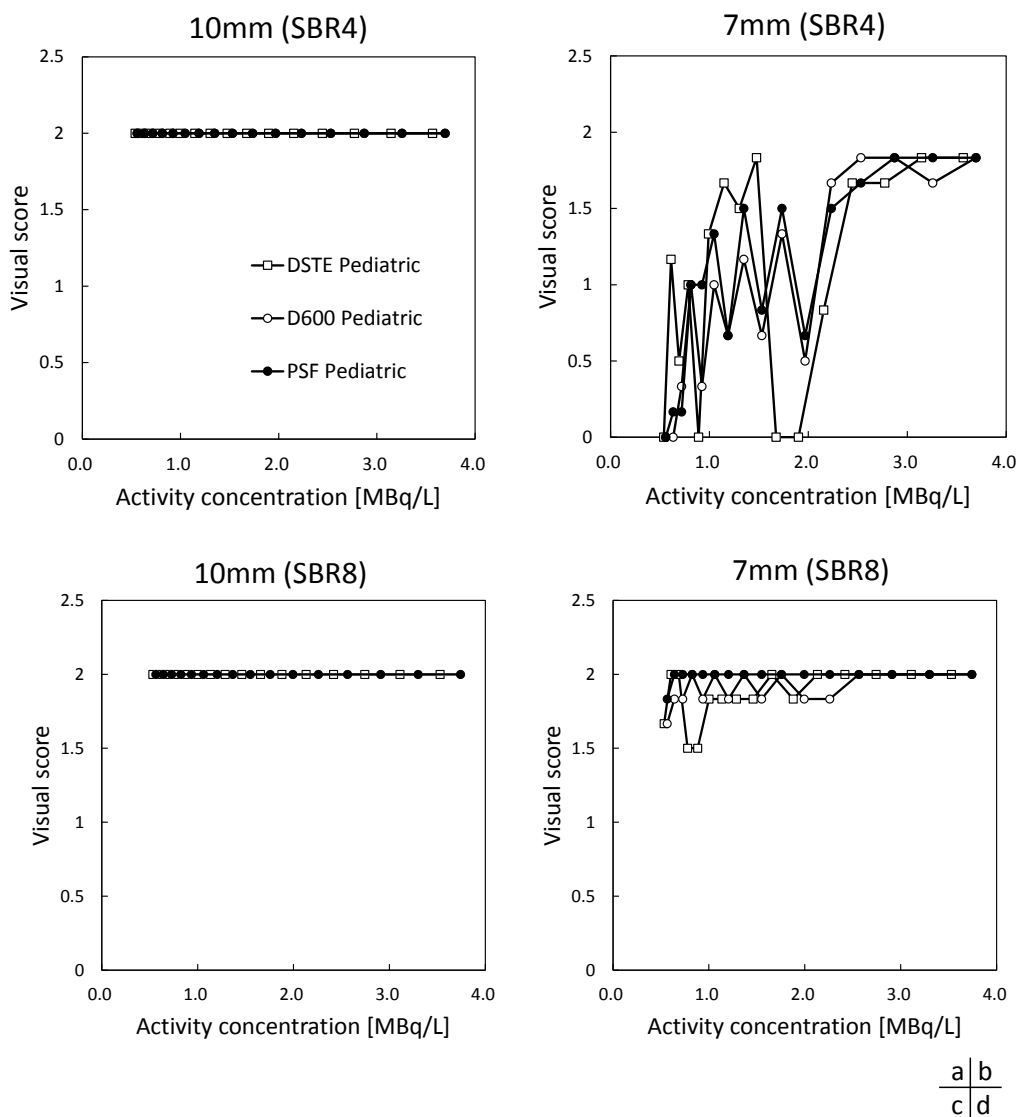 10mm (SBR4)
2.5
2
1.5
1
0.5
0
0.0 1.0 2.0 3.0 4.0
Visual score
Activity concentration [MBq/L]
DSTE Pediatric
D600 Pediatric
PSF Pediatric
7mm (SBR4)
2.5
2
1.5
1
0.5
0
0.0 1.0 2.0 3.0 4.0
Visual score
Activity concentration [MBq/L]
10mm (SBR8)
2.5
2
1.5
1
0.5
0
0.0 1.0 2.0 3.0 4.0
Visual score
Activity concentration [MBq/L]
7mm (SBR8)
2.5
2
1.5
1
0.5
0
0.0 1.0 2.0 3.0 4.0
Visual score
Activity concentration [MBq/L]
a b
c d